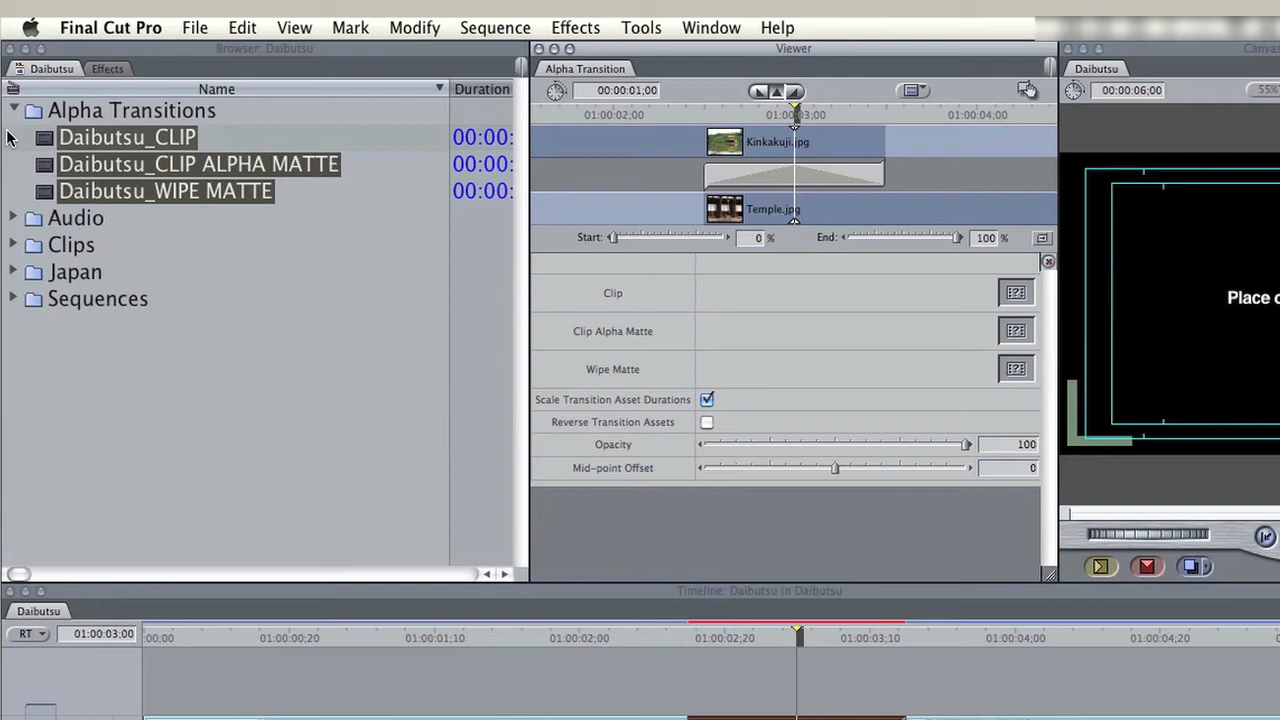 Final Cut Pro File Edit View Mark Modify Sequence Effects Tools Window Help
Browser: Daibutsu
Daibutsu Effects
Name Duration
Alpha Transitions
Daibutsu_CLIP 00:00:
Daibutsu_CLIP ALPHA MATTE 00:00:
Daibutsu_WIPE MATTE 00:00:
Audio
Clips
Japan
Sequences
Viewer
Alpha Transition
00:00:01;00
01:00:02;00 01:00:03;00 01:00:04;00
Kinkakuji.jpg
Temple.jpg
Start: 0 % End: 100 %
Clip
Clip Alpha Matte
Wipe Matte
Scale Transition Asset Durations
Reverse Transition Assets
Opacity 100
Mid-point Offset 0
Canvas
Daibutsu
00:00:06;00 55%
Place
Timeline: Daibutsu in Daibutsu
Daibutsu
RT 01:00:03;00
:00;00 01:00:00;20 01:00:01;10 01:00:02;00 01:00:02;20 01:00:03;10 01:00:04;00 01:00:04;20